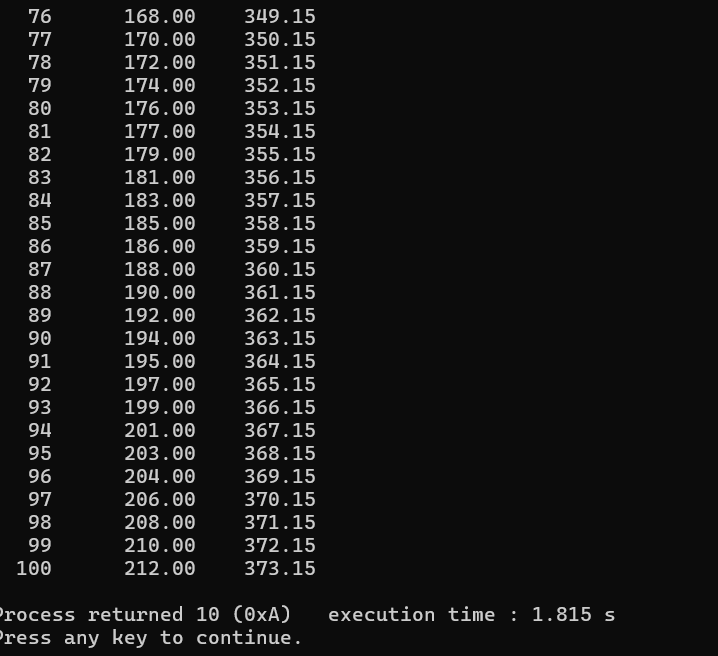 76 168.00 349.15
77 170.00 350.15
78 172.00 351.15
79 174.00 352.15
80 176.00 353.15
81 177.00 354.15
82 179.00 355.15
83 181.00 356.15
84 183.00 357.15
85 185.00 358.15
86 186.00 359.15
87 188.00 360.15
88 190.00 361.15
89 192.00 362.15
90 194.00 363.15
91 195.00 364.15
92 197.00 365.15
93 199.00 366.15
94 201.00 367.15
95 203.00 368.15
96 204.00 369.15
97 206.00 370.15
98 208.00 371.15
99 210.00 372.15
100 212.00 373.15
Process returned 10 (0xA) execution time : 1.815 s
Press any key to continue.